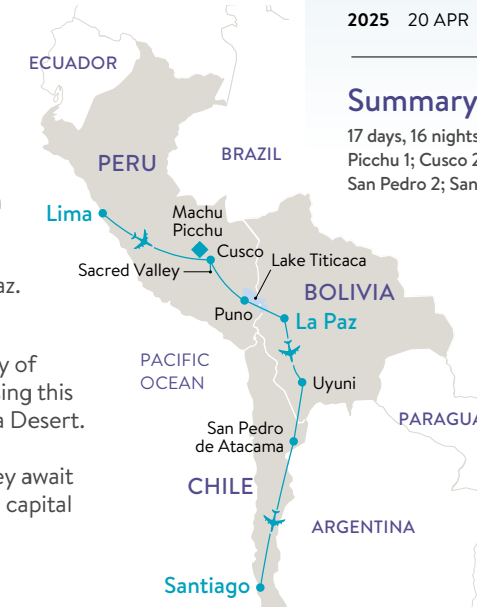 2025 20 APR
Summary
17 days, 16 nights
Picchu 1; Cusco 2
San Pedro 2; San
az.
y of
ing this
a Desert.
ey await
capital
ECUADOR
PERU
BRAZIL
Lima
Machu
Picchu
Cusco
Sacred Valley
Lake Titicaca
BOLIVIA
Puno
La Paz
PACIFIC
OCEAN
Uyuni
PARAGUA
San Pedro
de Atacama
CHILE
ARGENTINA
Santiago